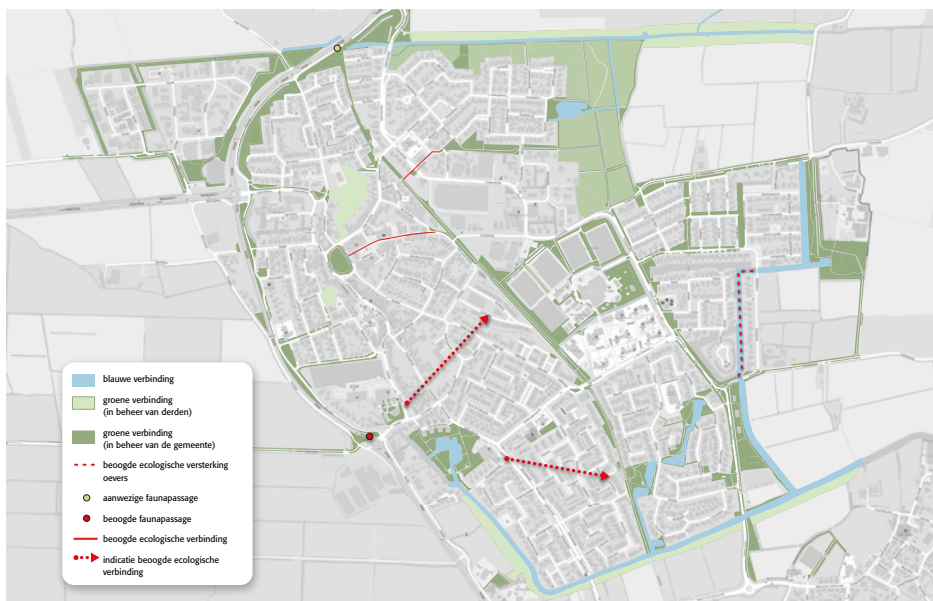 blauwe verbinding
groene verbinding
(in beheer van derden)
groene verbinding
(in beheer van de gemeente)
beoogde ecologische versterking
oevers
aanwezige faunapassage
beoogde faunapassage
beoogde ecologische verbinding
indicatie beoogde ecologische
verbinding